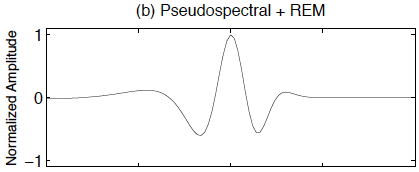 (b) Pseudospectral + REM
Normalized Amplitude
1
0
−1